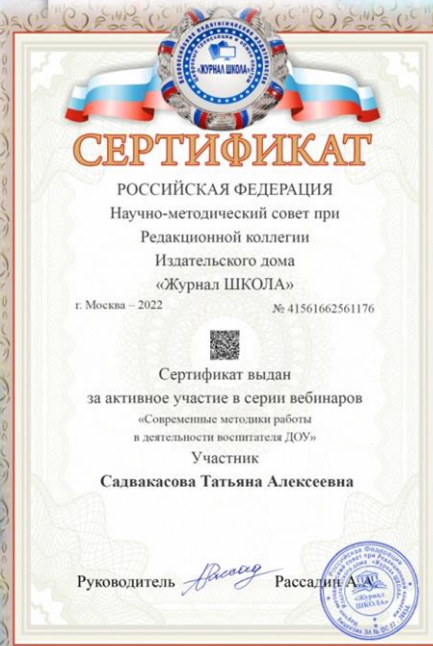 «ЖУРНАЛ ШКОЛА»
СЕРТИФИКАТ
РОССИЙСКАЯ ФЕДЕРАЦИЯ
Научно-методический совет при
Редакционной коллегии
Издательского дома
«Журнал ШКОЛА»
г. Москва – 2022
№ 41561662561176
Сертификат выдан
за активное участие в серии вебинаров
«Современные методики работы
в деятельности воспитателя ДОУ»
Участник
Садвакасова Татьяна Алексеевна
Руководитель
Рассадин А.А.
«Журнал
ШКОЛА»